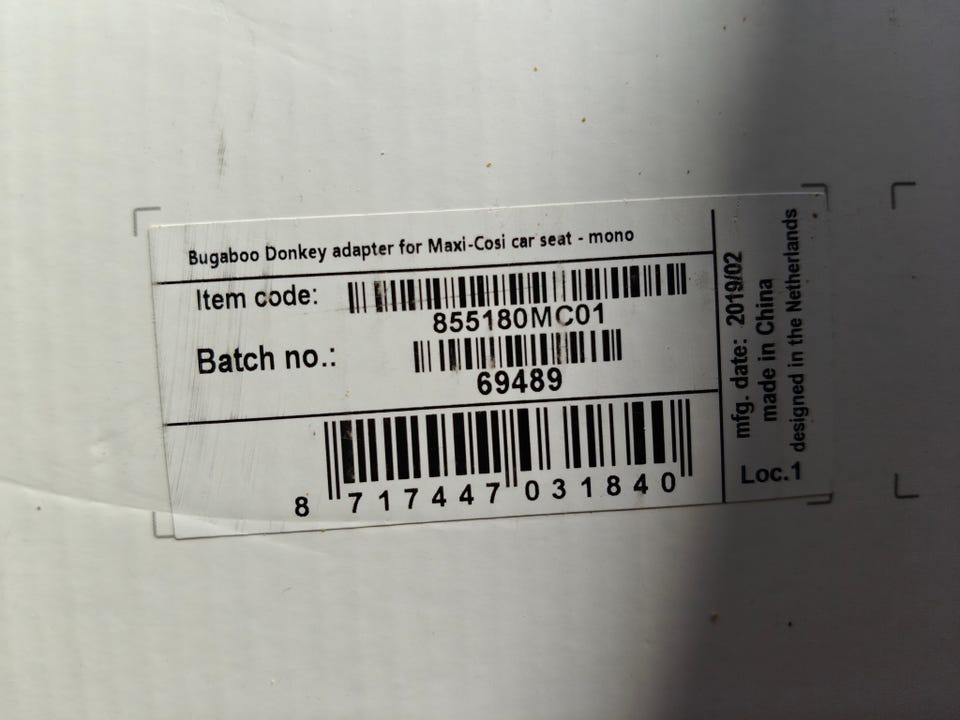 Bugaboo Donkey adapter for Maxi-Cosi car seat - mono
Item code:
855180MC01
Batch no.:
69489
8 717447 031840
mfg. date: 2019/02
made in China
designed in the Netherlands
Loc.1